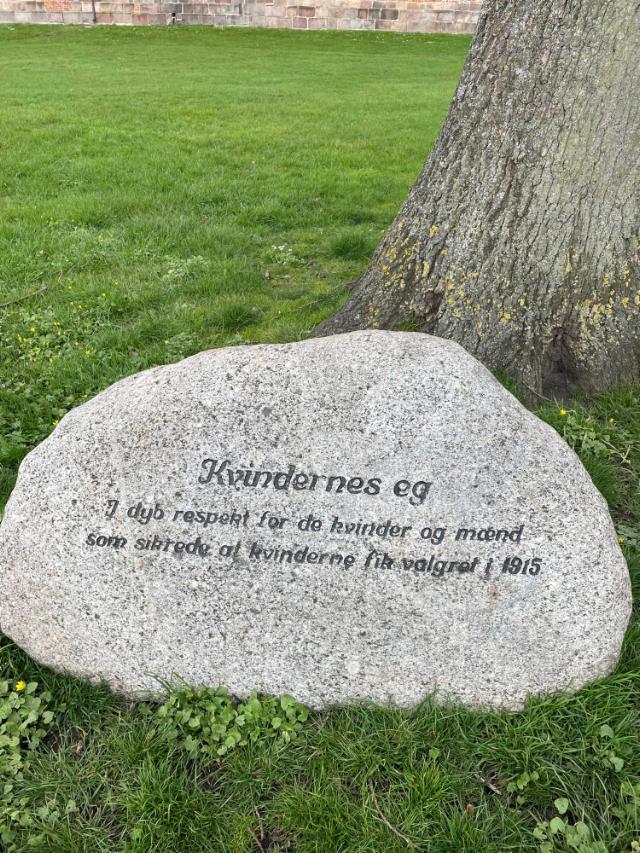 Kvindernes eg
I dyb respekt for de kvinder og mænd
som sikrede at kvinderne fik valgret i 1915